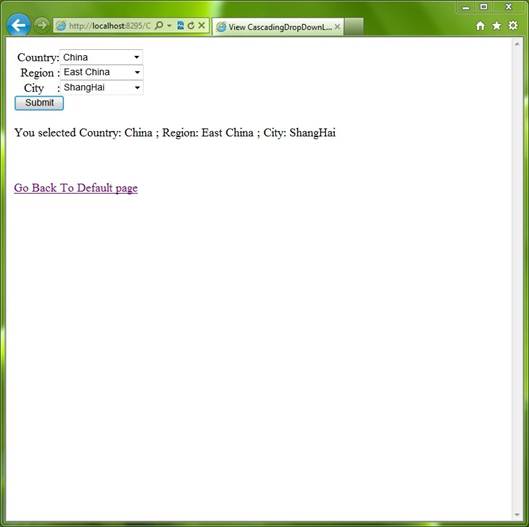 http://localhost:8295/C
View CascadingDropDownL...
Country: China
Region : East China
City : ShangHai
Submit
You selected Country: China ; Region: East China ; City: ShangHai
Go Back To Default page